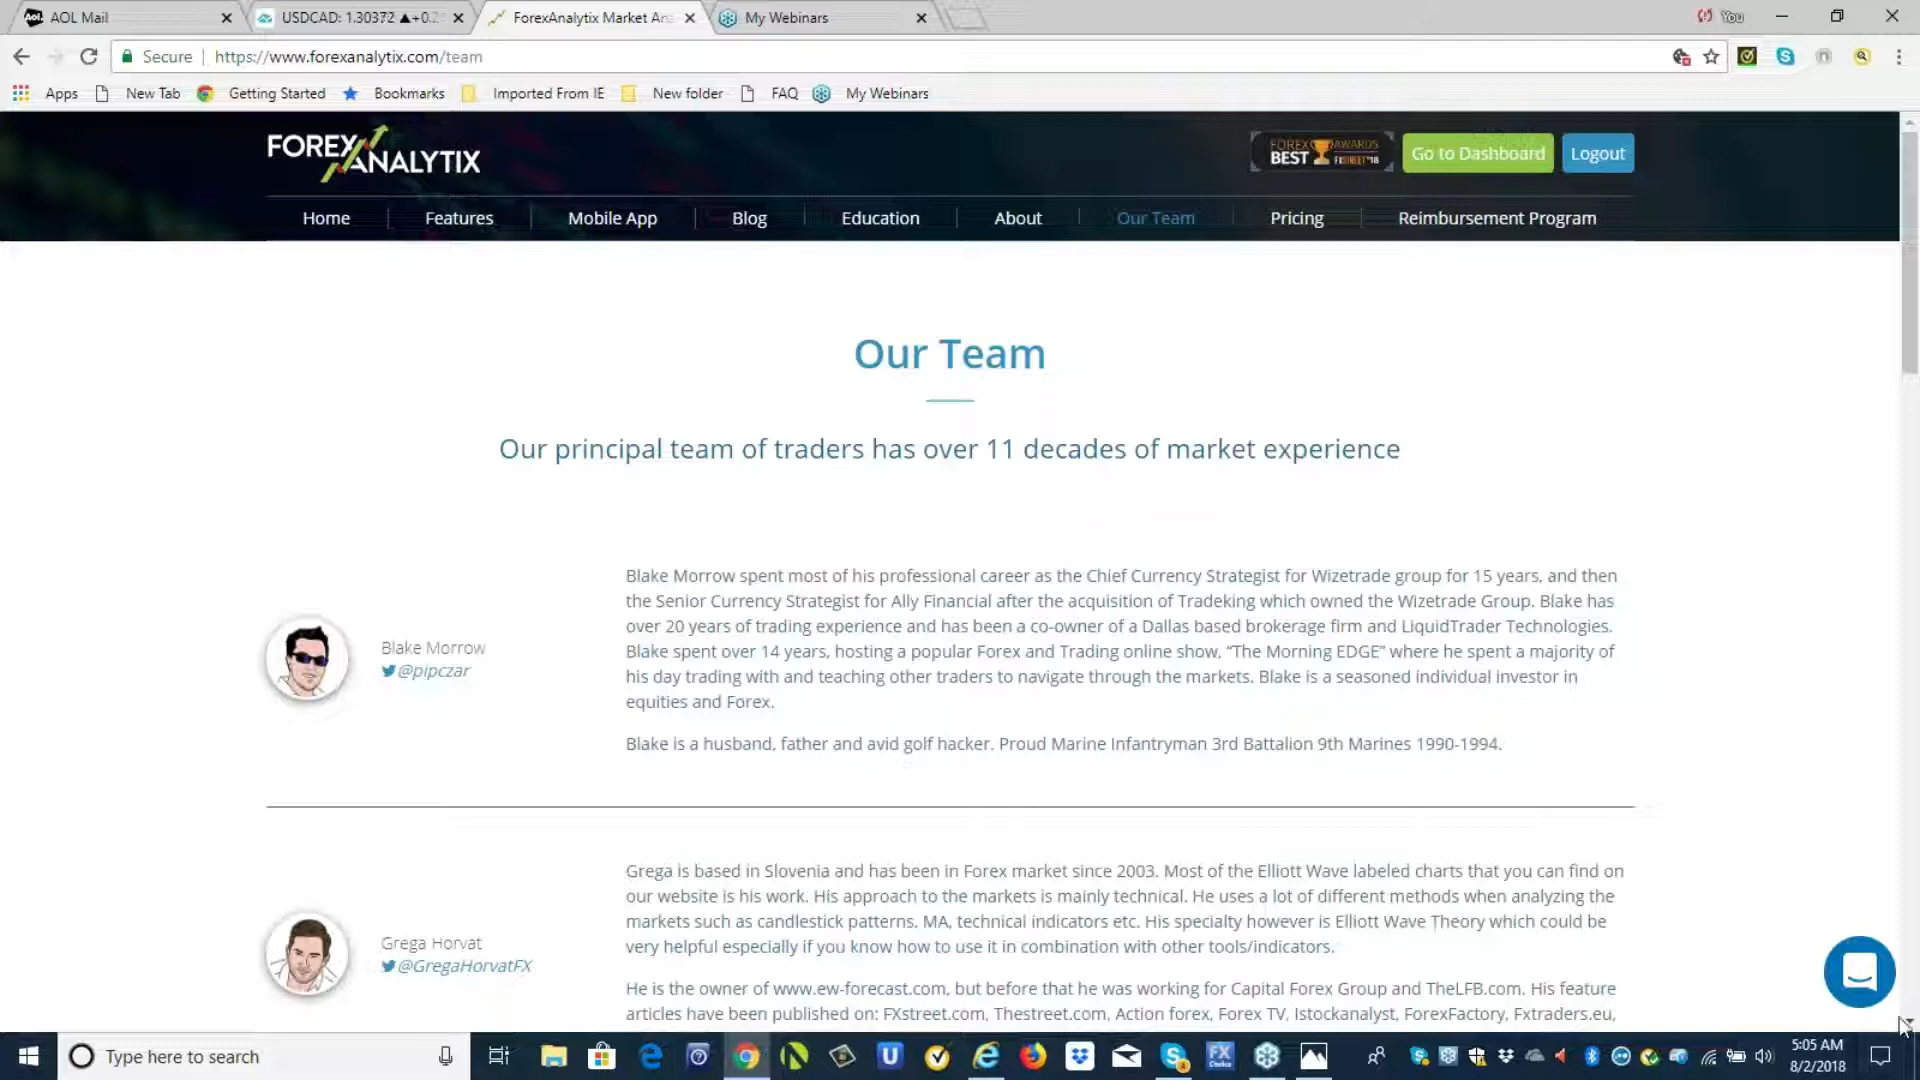 AOL Mail
USDCAD: 1.30372 ▲+0.2
ForexAnalytix Market An
My Webinars
You
Secure
https://www.forexanalytix.com/team
Apps
New Tab
Getting Started
Bookmarks
Imported From IE
New folder
FAQ
My Webinars
FOREX ANALYTIX
FOREX AWARDS
BEST FXSTREET'18
Go to Dashboard
Logout
Home
Features
Mobile App
Blog
Education
About
Our Team
Pricing
Reimbursement Program
Our Team
Our principal team of traders has over 11 decades of market experience
Blake Morrow
@pipczar
Blake Morrow spent most of his professional career as the Chief Currency Strategist for Wizetrade group for 15 years, and then
the Senior Currency Strategist for Ally Financial after the acquisition of Tradeking which owned the Wizetrade Group. Blake has
over 20 years of trading experience and has been a co-owner of a Dallas based brokerage firm and LiquidTrader Technologies.
Blake spent over 14 years, hosting a popular Forex and Trading online show, “The Morning EDGE” where he spent a majority of
his day trading with and teaching other traders to navigate through the markets. Blake is a seasoned individual investor in
equities and Forex.
Blake is a husband, father and avid golf hacker. Proud Marine Infantryman 3rd Battalion 9th Marines 1990-1994.
Grega Horvat
@GregaHorvatFX
Grega is based in Slovenia and has been in Forex market since 2003. Most of the Elliott Wave labeled charts that you can find on
our website is his work. His approach to the markets is mainly technical. He uses a lot of different methods when analyzing the
markets such as candlestick patterns. MA, technical indicators etc. His specialty however is Elliott Wave Theory which could be
very helpful especially if you know how to use it in combination with other tools/indicators.
He is the owner of www.ew-forecast.com, but before that he was working for Capital Forex Group and TheLFB.com. His feature
articles have been published on: FXstreet.com, Thestreet.com, Action forex, Forex TV, Istockanalyst, ForexFactory, Fxtraders.eu,
Type here to search
FX
Choice
5:05 AM
8/2/2018